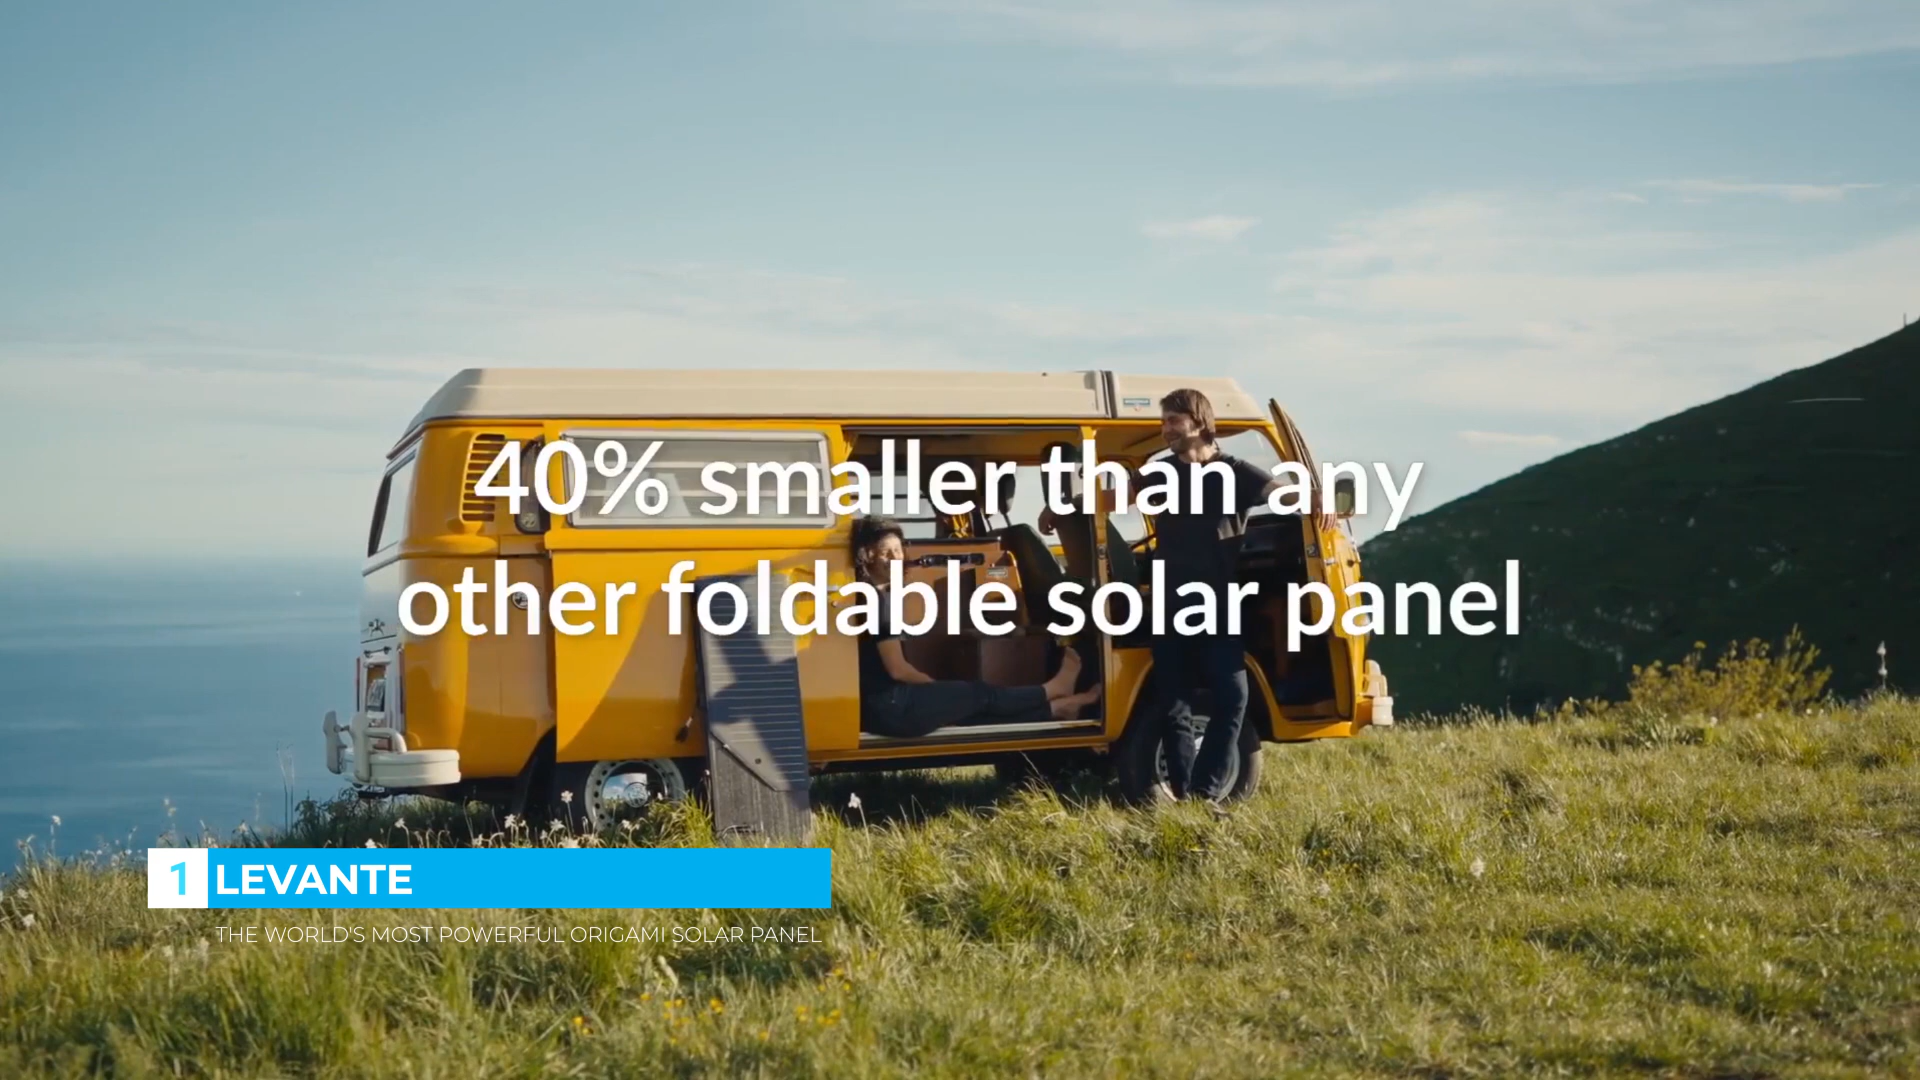 40% smaller than any
other foldable solar panel
1 LEVANTE
THE WORLD'S MOST POWERFUL ORIGAMI SOLAR PANEL